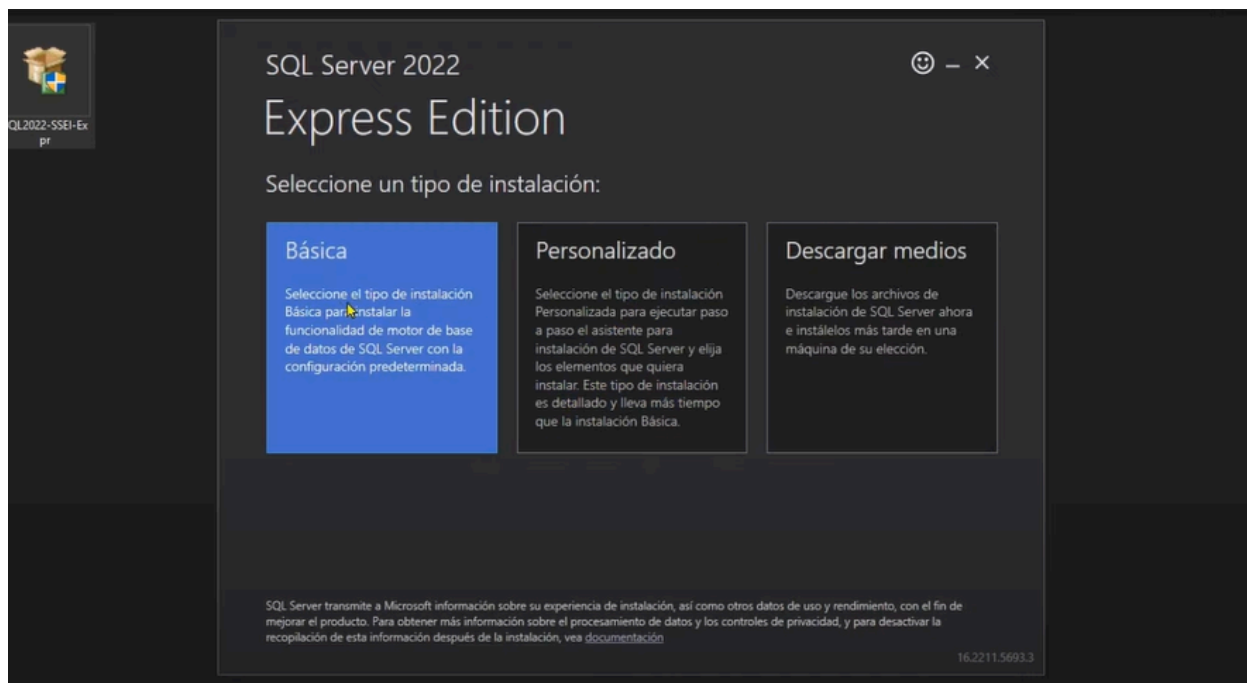 QL2022-SSEI-Ex
pr
SQL Server 2022
Express Edition
Seleccione un tipo de instalación:
Básica
Seleccione el tipo de instalación
Básica para instalar la
funcionalidad de motor de base
de datos de SQL Server con la
configuración predeterminada.
Personalizado
Seleccione el tipo de instalación
Personalizada para ejecutar paso
a paso el asistente para
instalación de SQL Server y elija
los elementos que quiera
instalar. Este tipo de instalación
es detallado y lleva más tiempo
que la instalación Básica.
Descargar medios
Descargue los archivos de
instalación de SQL Server ahora
e instálelos más tarde en una
máquina de su elección.
SQL Server transmite a Microsoft información sobre su experiencia de instalación, así como otros datos de uso y rendimiento, con el fin de
mejorar el producto. Para obtener más información sobre el procesamiento de datos y los controles de privacidad, y para desactivar la
recopilación de esta información después de la instalación, vea documentación
16.2211.5693.3